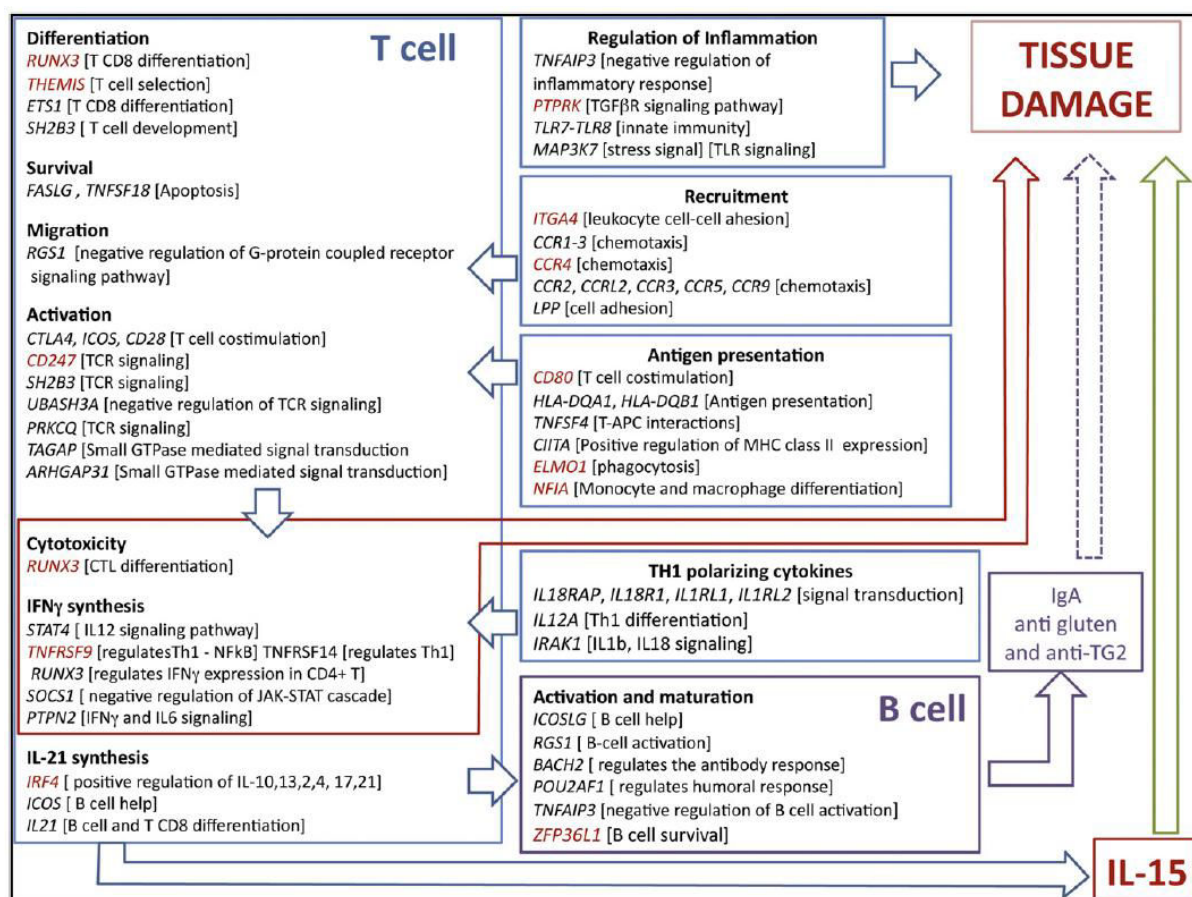 T cell
Differentiation
RUNX3 [T CD8 differentiation]
THEMIS [T cell selection]
ETS1 [T CD8 differentiation]
SH2B3 [ T cell development]
Survival
FASLG , TNFSF18 [Apoptosis]
Migration
RGS1 [negative regulation of G-protein coupled receptor
signaling pathway]
Activation
CTLA4, ICOS, CD28 [T cell costimulation]
CD247 [TCR signaling]
SH2B3 [TCR signaling]
UBASH3A [negative regulation of TCR signaling]
PRKCQ [TCR signaling]
TAGAP [Small GTPase mediated signal transduction
ARHGAP31 [Small GTPase mediated signal transduction]
Cytotoxicity
RUNX3 [CTL differentiation]
IFNγ synthesis
STAT4 [ IL12 signaling pathway]
TNFRSF9 [regulatesTh1 - NFkB] TNFRSF14 [regulates Th1]
RUNX3 [regulates IFNγ expression in CD4+ T]
SOCS1 [ negative regulation of JAK-STAT cascade]
PTPN2 [IFNγ and IL6 signaling]
IL-21 synthesis
IRF4 [ positive regulation of IL-10,13,2,4, 17,21]
ICOS [ B cell help]
IL21 [B cell and T CD8 differentiation]
Regulation of Inflammation
TNFAIP3 [negative regulation of
inflammatory response]
PTPRK [TGFβR signaling pathway]
TLR7-TLR8 [innate immunity]
MAP3K7 [stress signal] [TLR signaling]
Recruitment
ITGA4 [leukocyte cell-cell ahesion]
CCR1-3 [chemotaxis]
CCR4 [chemotaxis]
CCR2, CCRL2, CCR3, CCR5, CCR9 [chemotaxis]
LPP [cell adhesion]
Antigen presentation
CD80 [T cell costimulation]
HLA-DQA1, HLA-DQB1 [Antigen presentation]
TNFSF4 [T-APC interactions]
CIITA [Positive regulation of MHC class II expression]
ELMO1 [phagocytosis]
NFIA [Monocyte and macrophage differentiation]
TH1 polarizing cytokines
IL18RAP, IL18R1, IL1RL1, IL1RL2 [signal transduction]
IL12A [Th1 differentiation]
IRAK1 [IL1b, IL18 signaling]
B cell
Activation and maturation
ICOSLG [ B cell help]
RGS1 [ B-cell activation]
BACH2 [ regulates the antibody response]
POU2AF1 [ regulates humoral response]
TNFAIP3 [negative regulation of B cell activation]
ZFP36L1 [B cell survival]
TISSUE
DAMAGE
IgA
anti gluten
and anti-TG2
IL-15